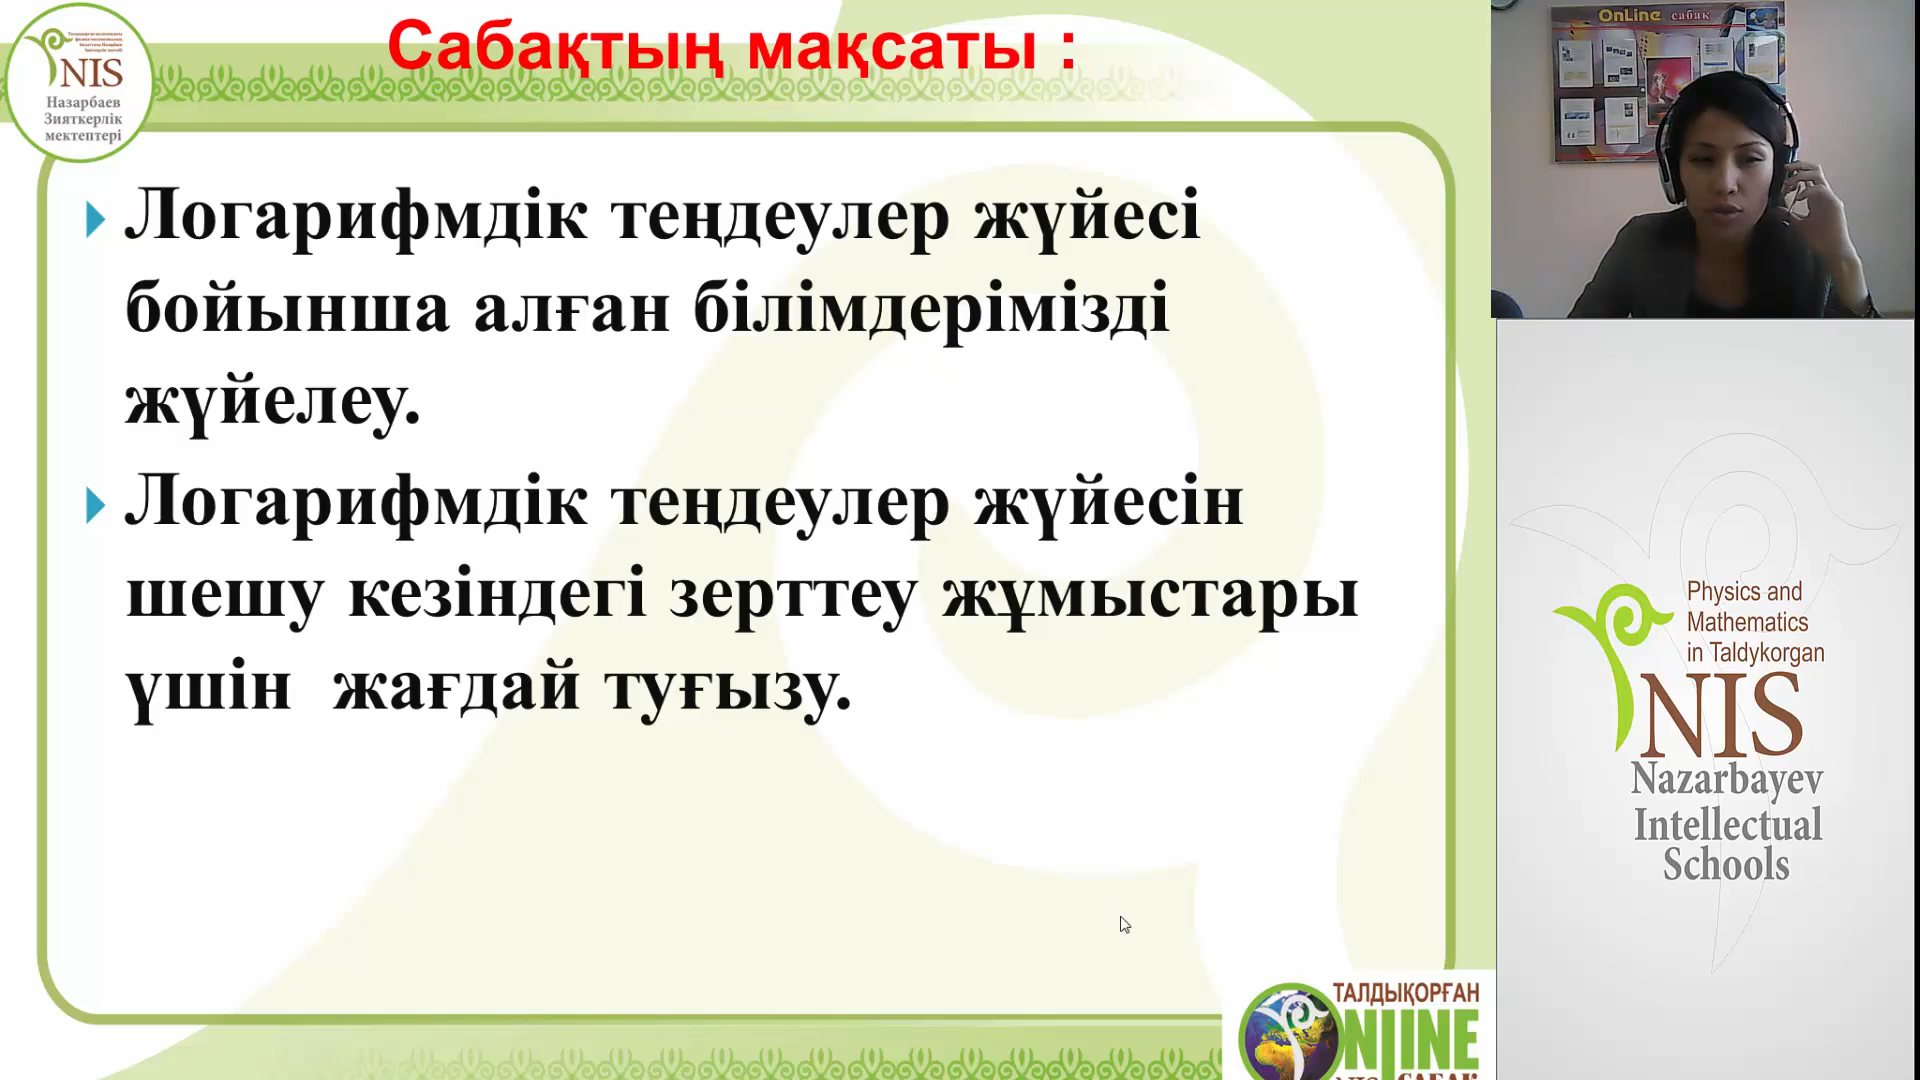 Сабақтың мақсаты :
NIS
Назарбаев
Зияткерлік
мектептері
Логарифмдік теңдеулер жүйесі
бойынша алған білімдерімізді
жүйелеу.
Логарифмдік теңдеулер жүйесін
шешу кезіндегі зерттеу жұмыстары
үшін жағдай туғызу.
OnLine сабақ
Physics and
Mathematics
in Taldykorgan
NIS
Nazarbayev
Intellectual
Schools
ТАЛДЫҚОРҒАН
ONLINE